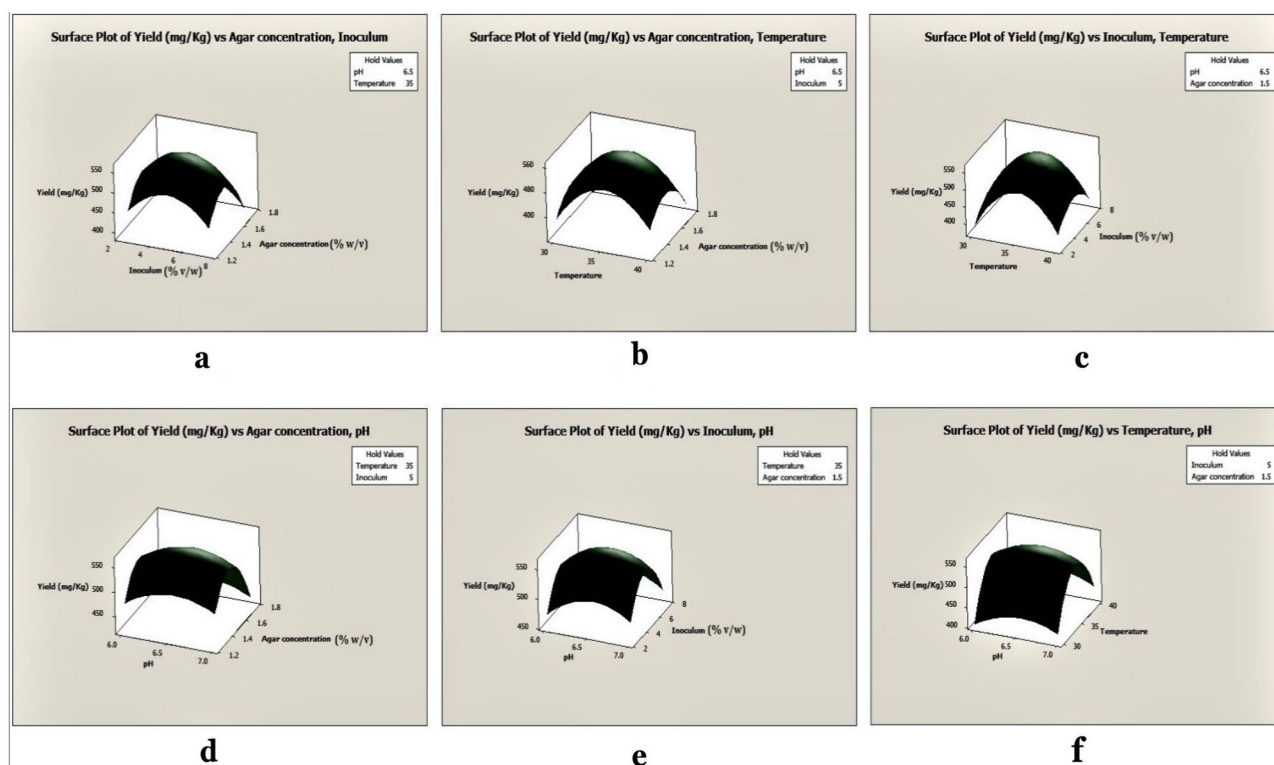 Surface Plot of Yield (mg/Kg) vs Agar concentration, Inoculum
Hold Values
pH 6.5
Temperature 35
Yield (mg/Kg)
550
500
450
400
2
4
6
8
Inoculum (% v/w)
1.2
1.4
1.6
1.8
Agar concentration (% w/v)
a
Surface Plot of Yield (mg/Kg) vs Agar concentration, Temperature
Hold Values
pH 6.5
Inoculum 5
Yield (mg/Kg)
560
480
400
30
35
40
Temperature
1.2
1.4
1.6
1.8
Agar concentration (% w/v)
b
Surface Plot of Yield (mg/Kg) vs Inoculum, Temperature
Hold Values
pH 6.5
Agar concentration 1.5
Yield (mg/Kg)
550
500
450
400
30
35
40
Temperature
2
4
6
8
Inoculum (% v/w)
c
Surface Plot of Yield (mg/Kg) vs Agar concentration, pH
Hold Values
Temperature 35
Inoculum 5
Yield (mg/Kg)
550
500
450
6.0
6.5
7.0
pH
1.2
1.4
1.6
1.8
Agar concentration (% w/v)
d
Surface Plot of Yield (mg/Kg) vs Inoculum, pH
Hold Values
Temperature 35
Agar concentration 1.5
Yield (mg/Kg)
550
500
450
6.0
6.5
7.0
pH
2
4
6
8
Inoculum (% v/w)
e
Surface Plot of Yield (mg/Kg) vs Temperature, pH
Hold Values
Inoculum 5
Agar concentration 1.5
Yield (mg/Kg)
550
500
450
400
6.0
6.5
7.0
pH
30
35
40
Temperature
f